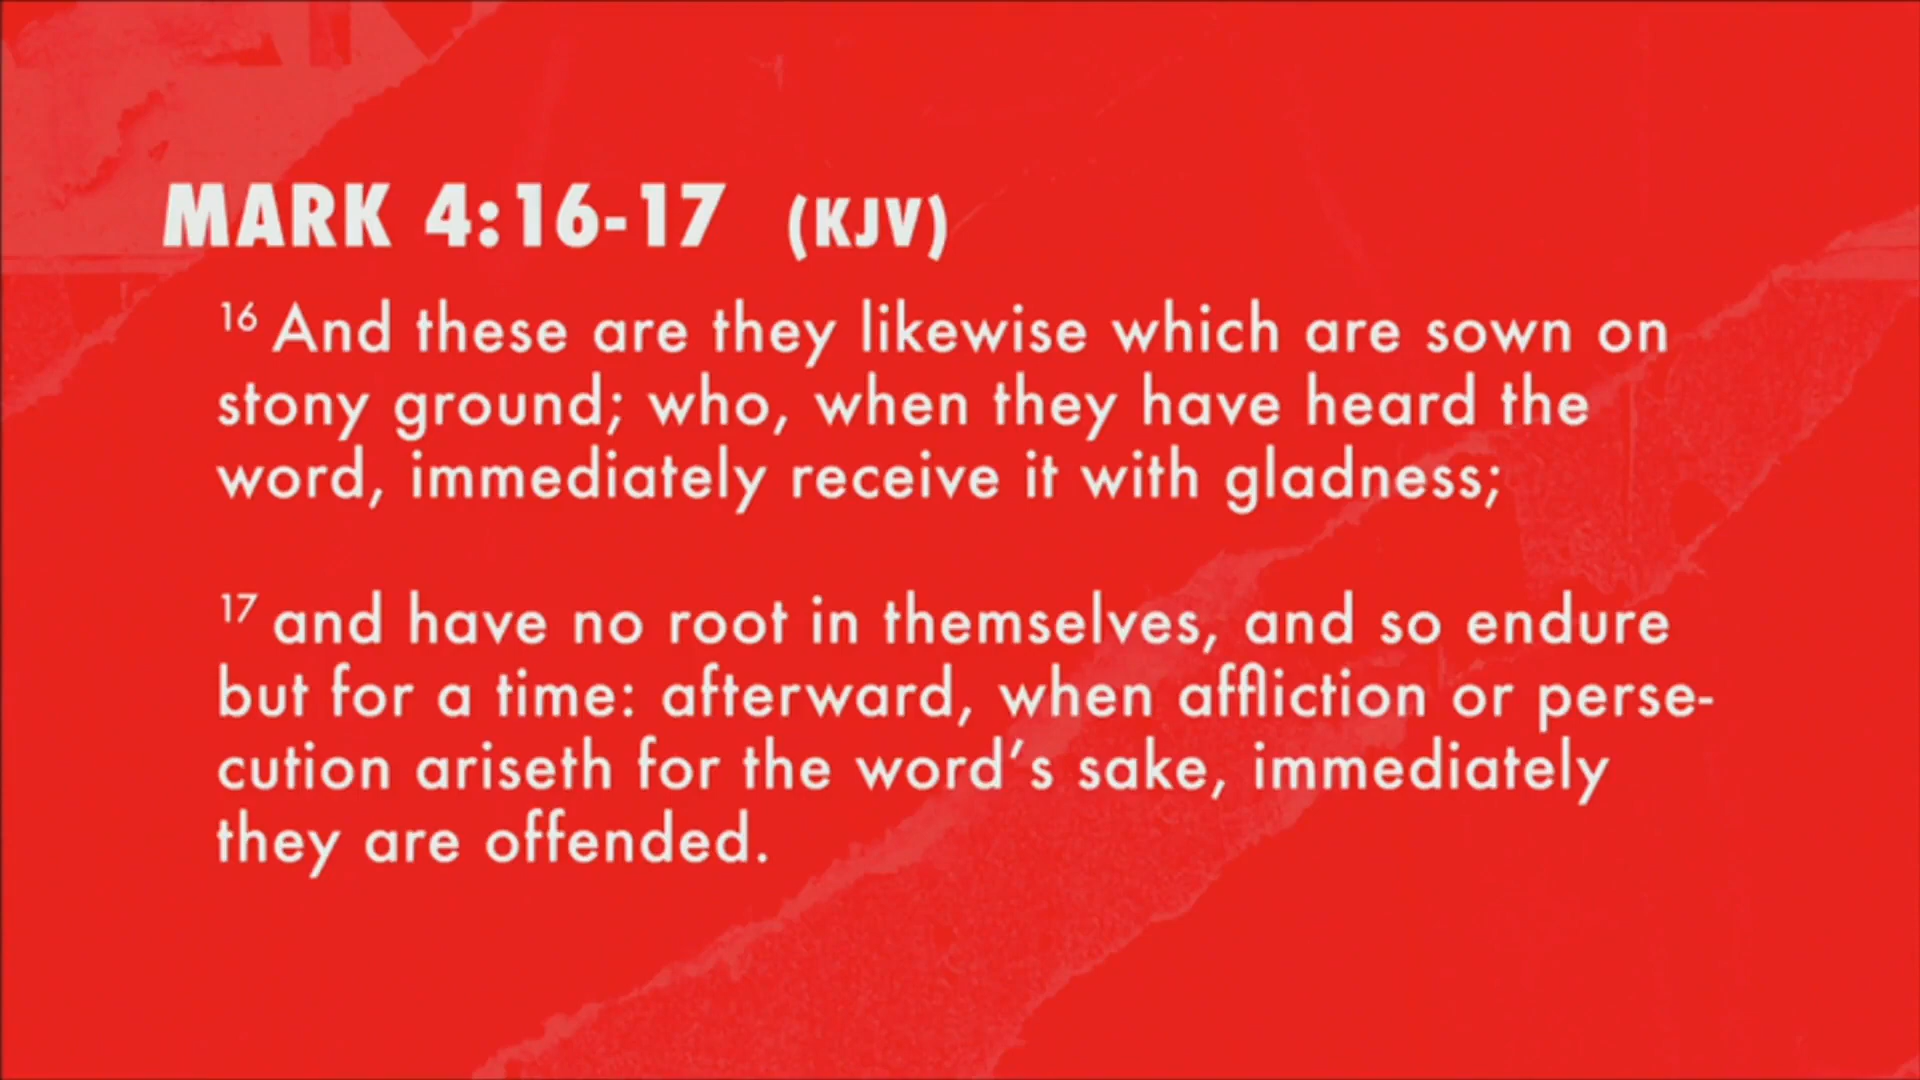 MARK 4:16-17 (KJV)
16 And these are they likewise which are sown on
stony ground; who, when they have heard the
word, immediately receive it with gladness;
17 and have no root in themselves, and so endure
but for a time: afterward, when affliction or perse-
cution ariseth for the word’s sake, immediately
they are offended.